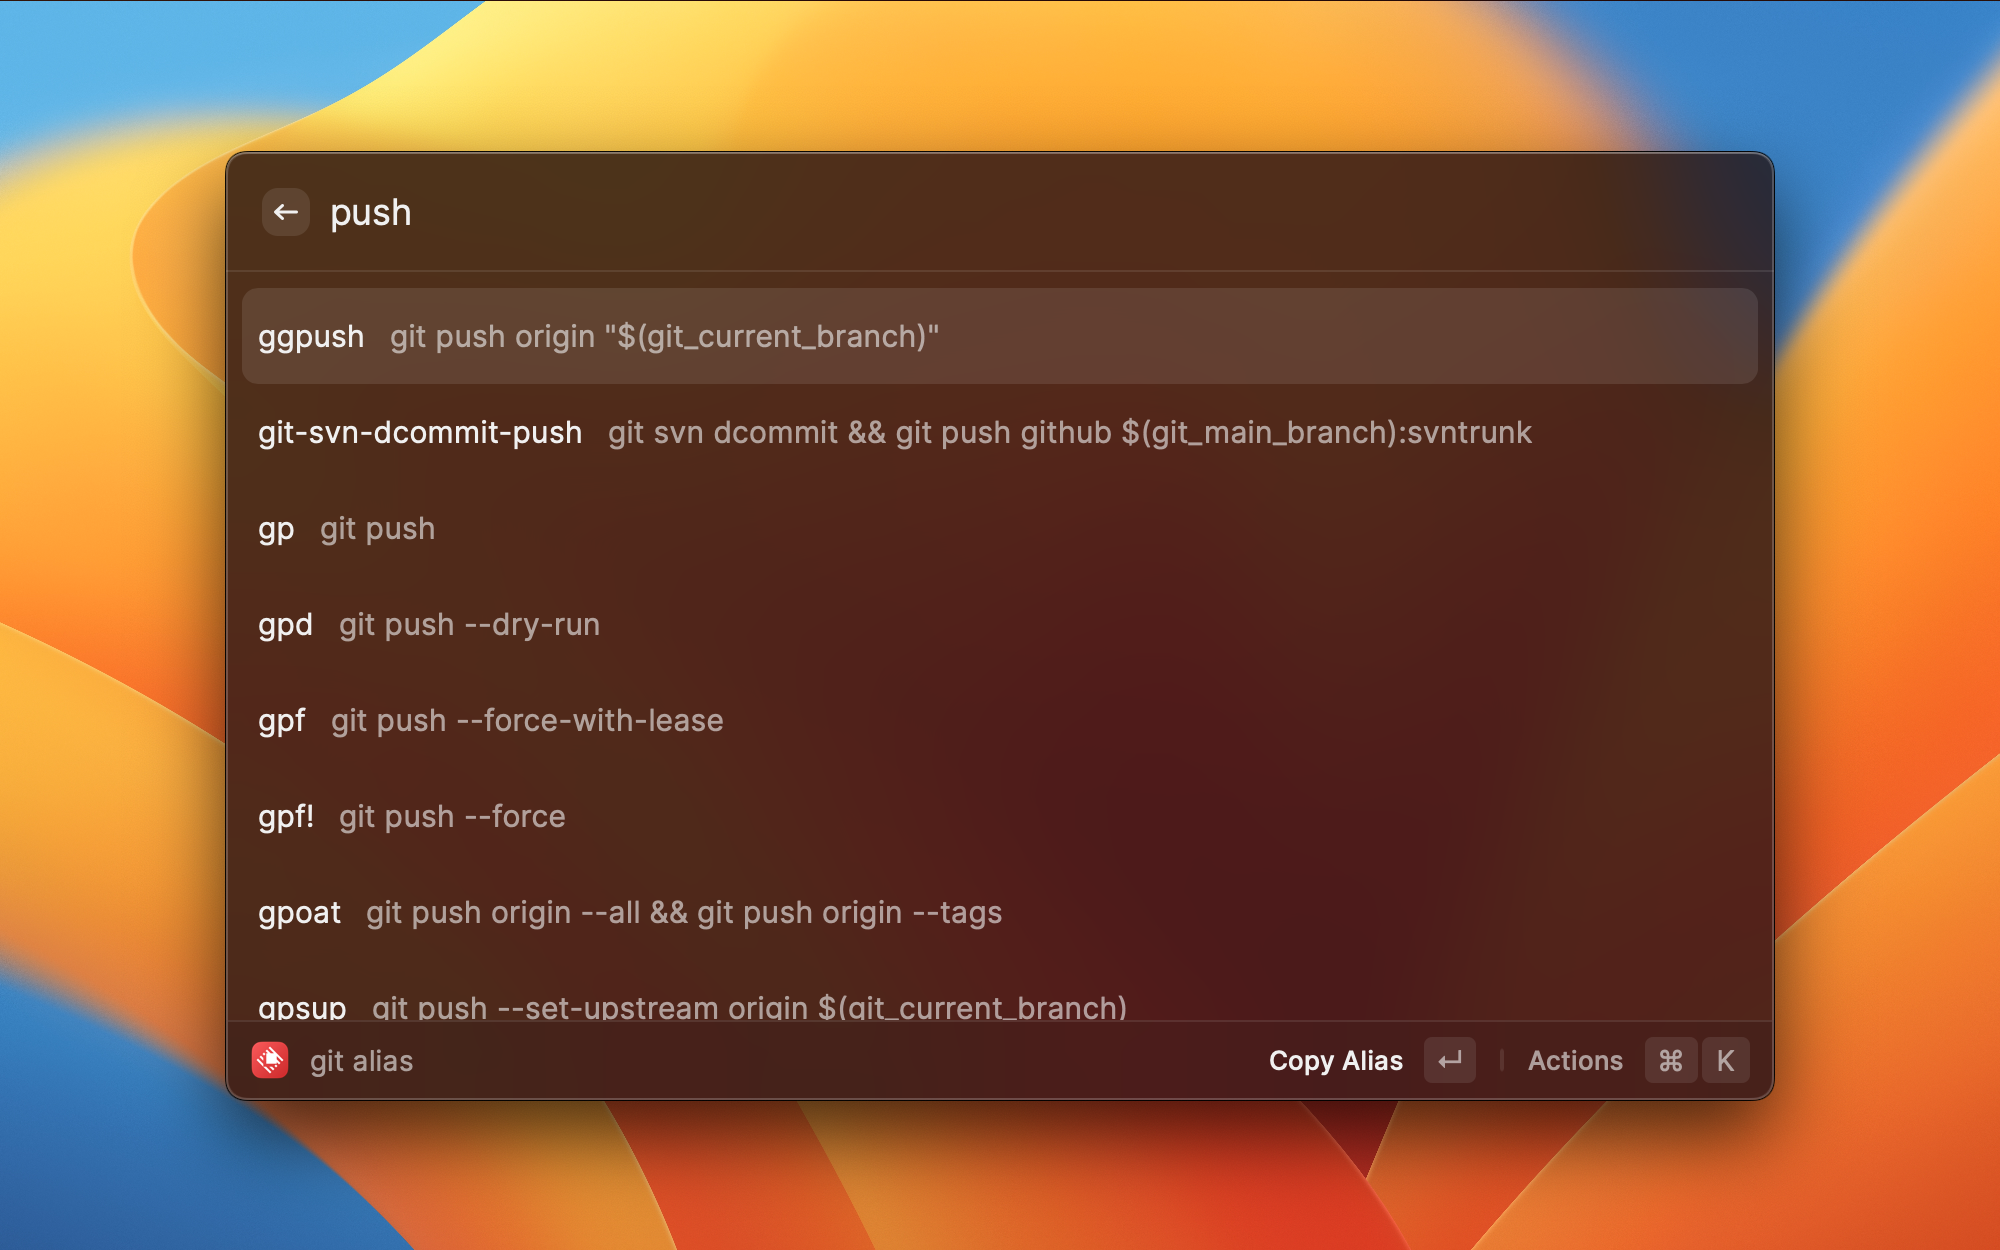 push
ggpush git push origin "$(git_current_branch)"
git-svn-dcommit-push git svn dcommit && git push github $(git_main_branch):svntrunk
gp git push
gpd git push --dry-run
gpf git push --force-with-lease
gpf! git push --force
gpoat git push origin --all && git push origin --tags
gpsup git push --set-upstream origin $(git_current_branch)
git alias Copy Alias ↵ | Actions ⌘ K